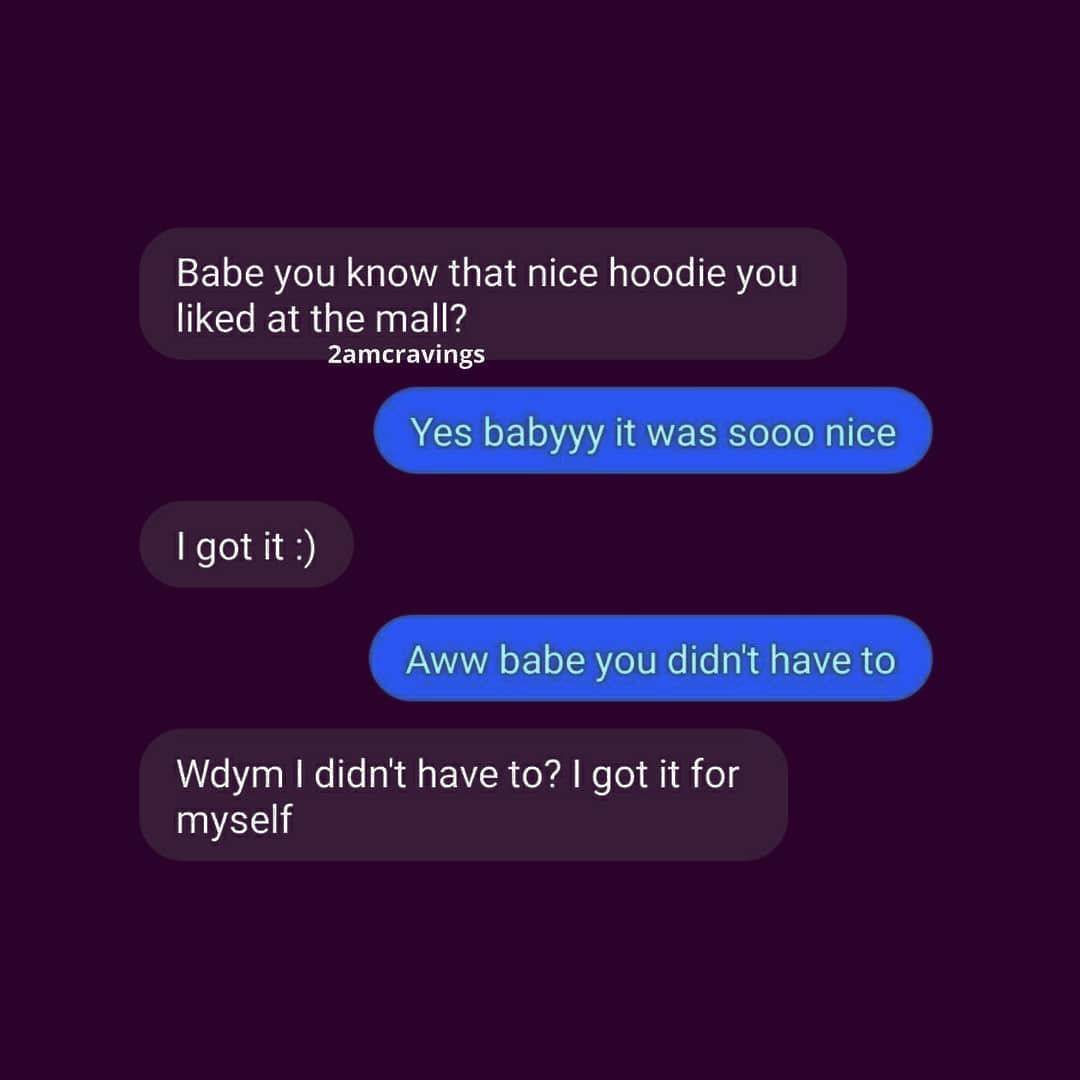 Babe you know that nice hoodie you
liked at the mall?
2amcravings
Yes babyyy it was sooo nice
I got it :)
Aww babe you didn't have to
Wdym I didn't have to? I got it for
myself